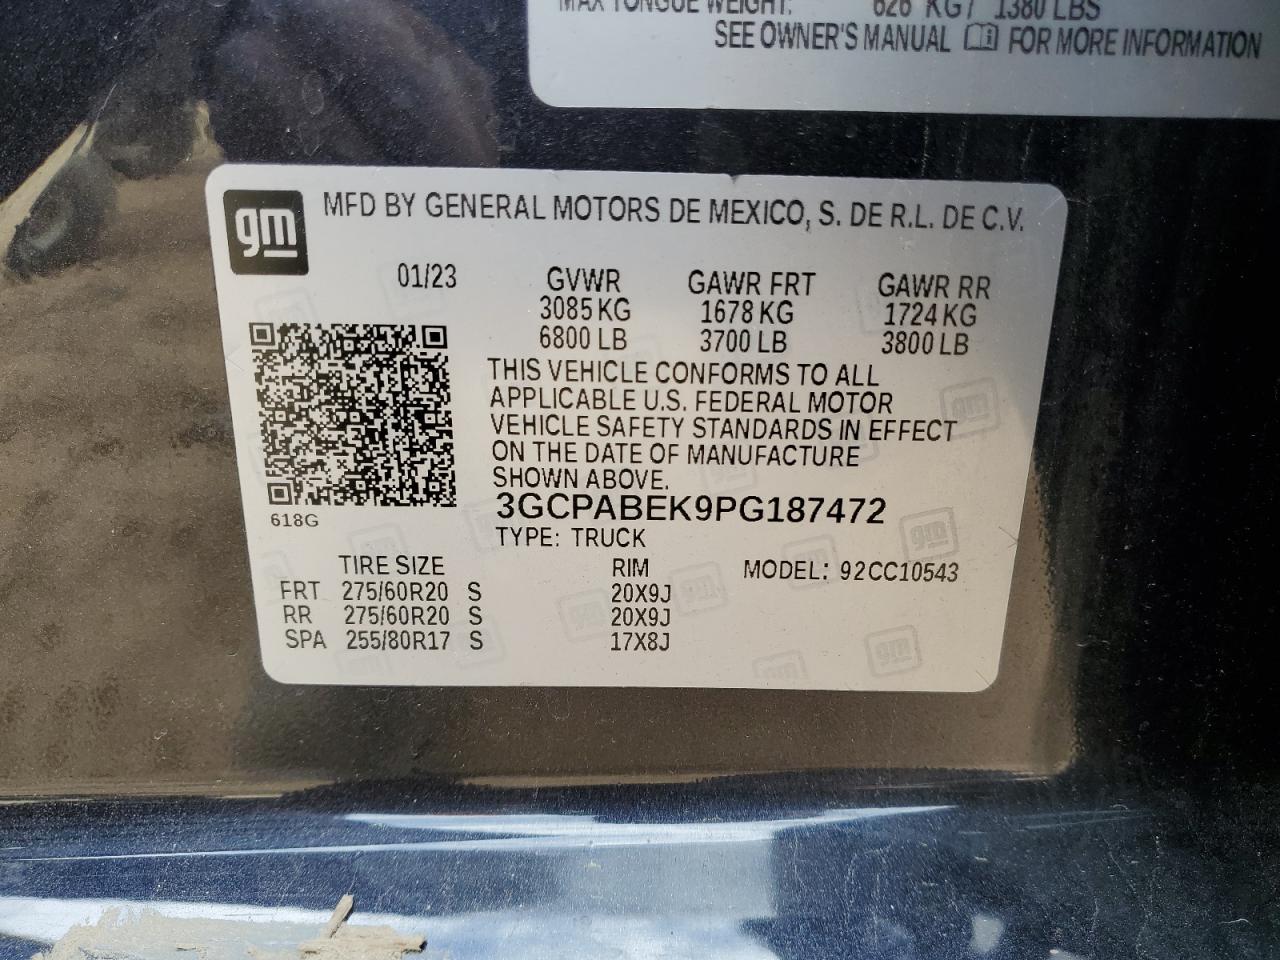 MAX TONGUE WEIGHT: 626 KG / 1380 LBS
SEE OWNER'S MANUAL FOR MORE INFORMATION
gm MFD BY GENERAL MOTORS DE MEXICO, S. DE R.L. DE C.V.
01/23 GVWR GAWR FRT GAWR RR
3085 KG 1678 KG 1724 KG
6800 LB 3700 LB 3800 LB
THIS VEHICLE CONFORMS TO ALL
APPLICABLE U.S. FEDERAL MOTOR
VEHICLE SAFETY STANDARDS IN EFFECT
ON THE DATE OF MANUFACTURE
SHOWN ABOVE.
3GCPABEK9PG187472
618G
TYPE: TRUCK
TIRE SIZE RIM MODEL: 92CC10543
FRT 275/60R20 S 20X9J
RR 275/60R20 S 20X9J
SPA 255/80R17 S 17X8J